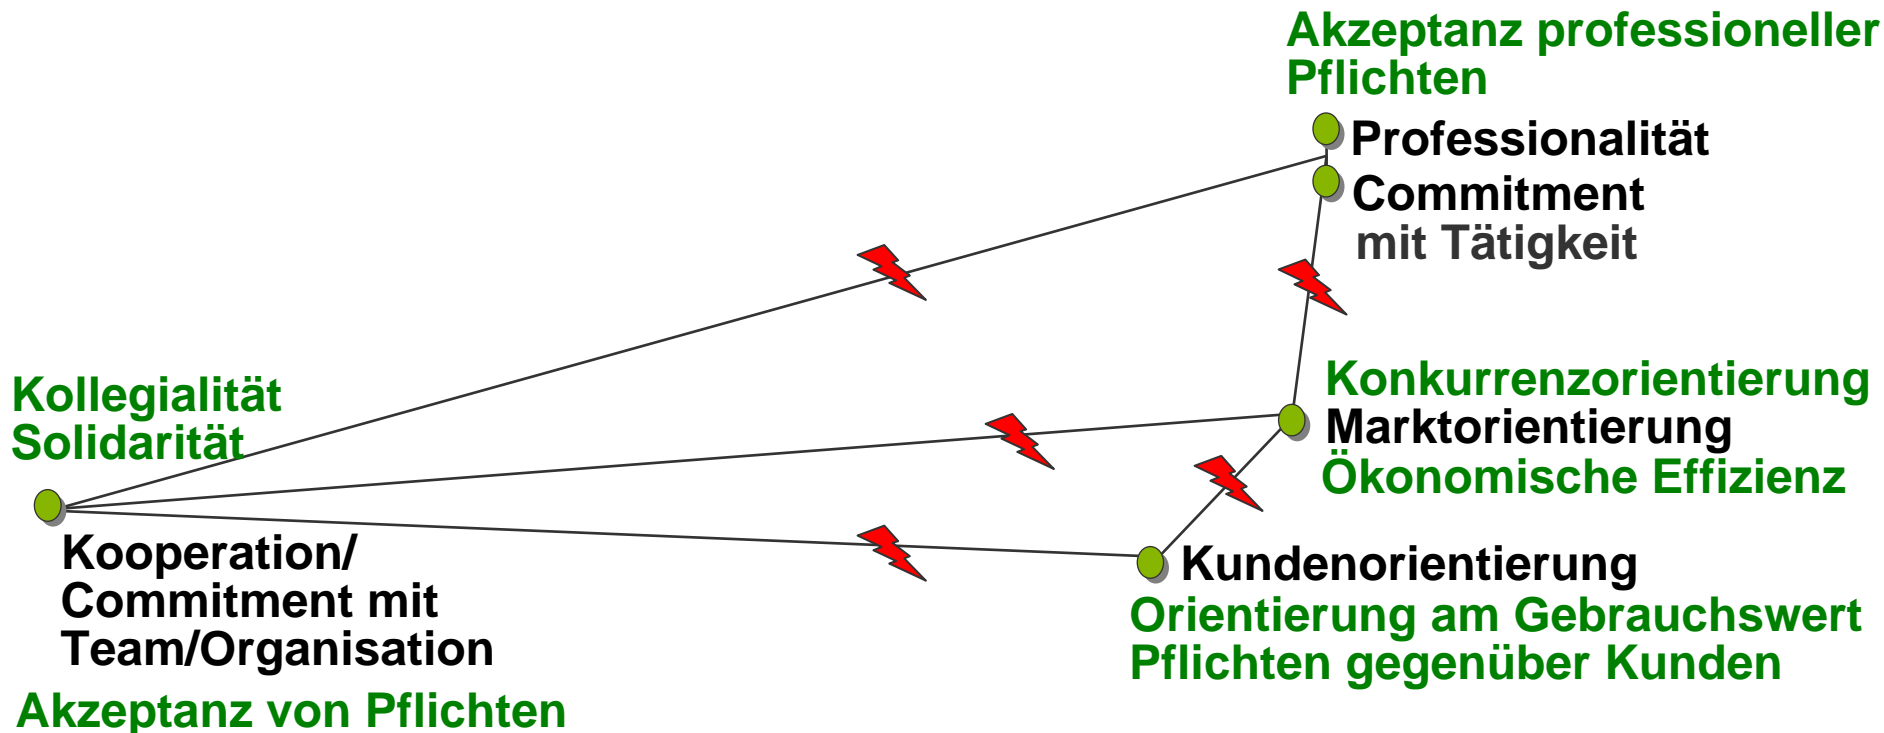 Akzeptanz professioneller
Pflichten
Professionalität
Commitment
mit Tätigkeit
Kollegialität
Solidarität
Konkurrenzorientierung
Marktorientierung
Ökonomische Effizienz
Kooperation/
Commitment mit
Team/Organisation
Akzeptanz von Pflichten
Kundenorientierung
Orientierung am Gebrauchswert
Pflichten gegenüber Kunden